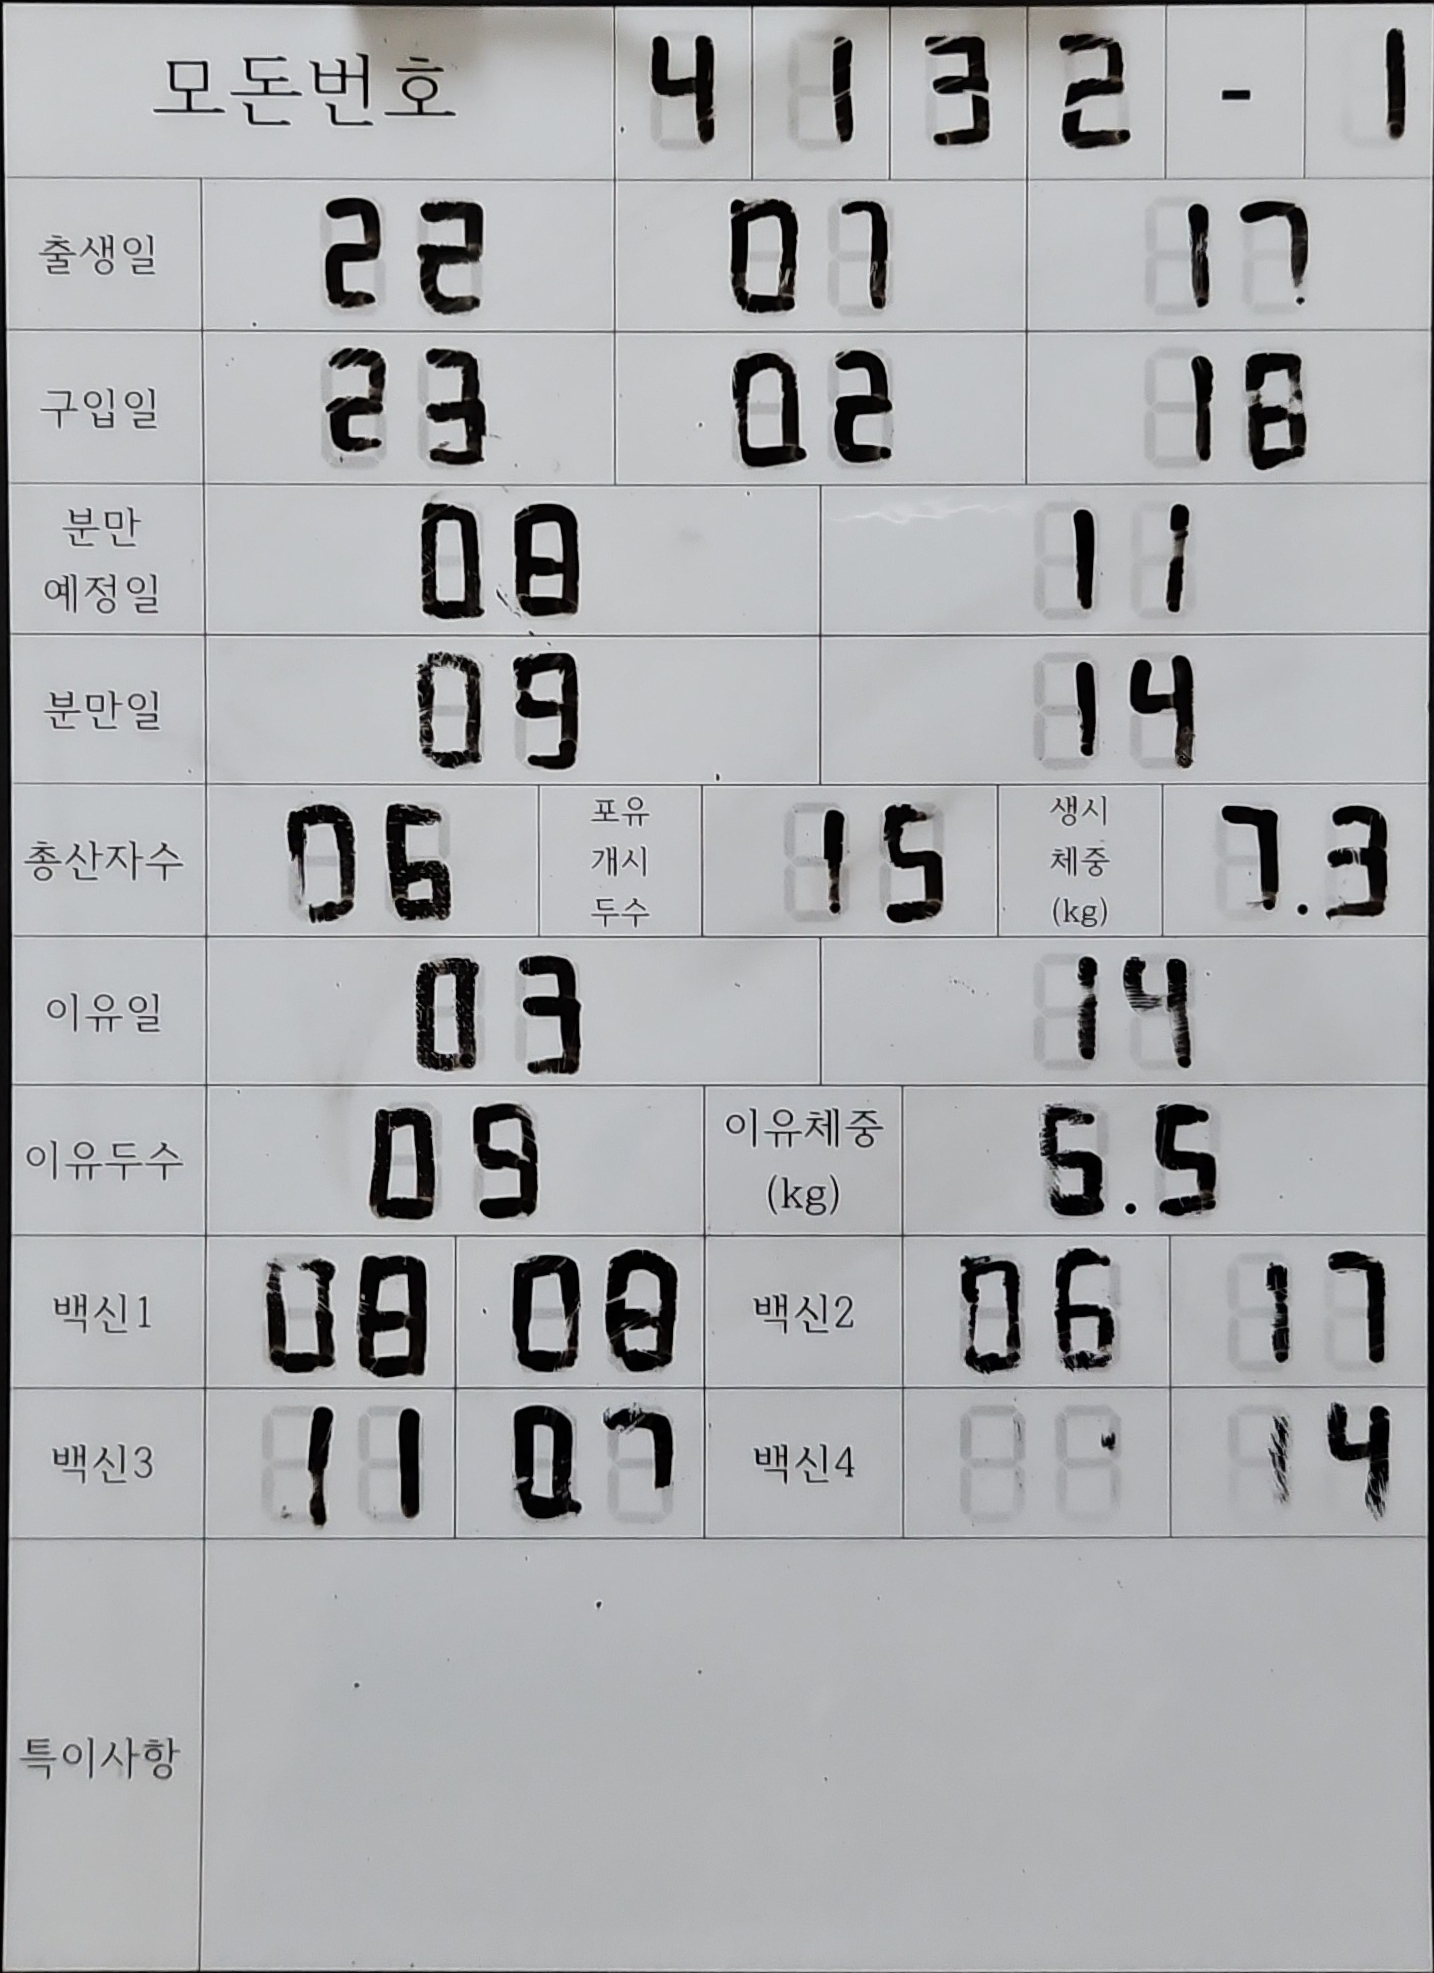 모돈번호 4 1 3 2 - 1
출생일 22 07 17
구입일 23 02 18
분만 예정일 08 11
분만일 09 14
총산자수 06 포유 개시 두수 15 생시 체중 (kg) 7.3
이유일 03 14
이유두수 09 이유체중 (kg) 6.5
백신1 08 08 백신2 06 17
백신3 11 07 백신4 14
특이사항